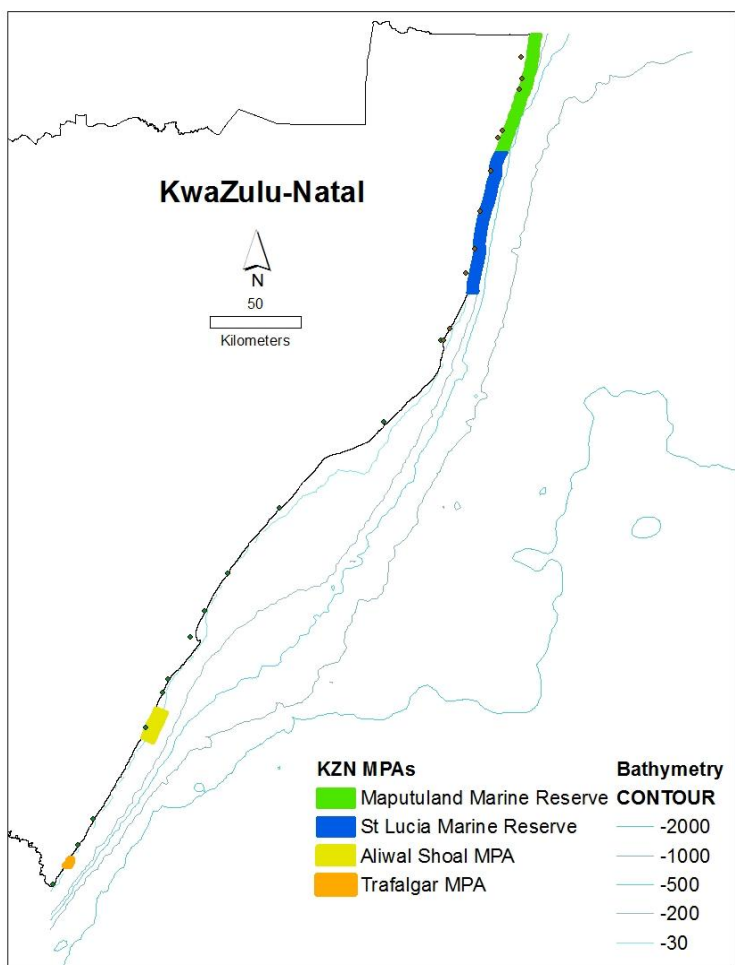 KwaZulu-Natal
N
50
Kilometers
KZN MPAs
Maputuland Marine Reserve
St Lucia Marine Reserve
Aliwal Shoal MPA
Trafalgar MPA
Bathymetry
CONTOUR
-2000
-1000
-500
-200
-30